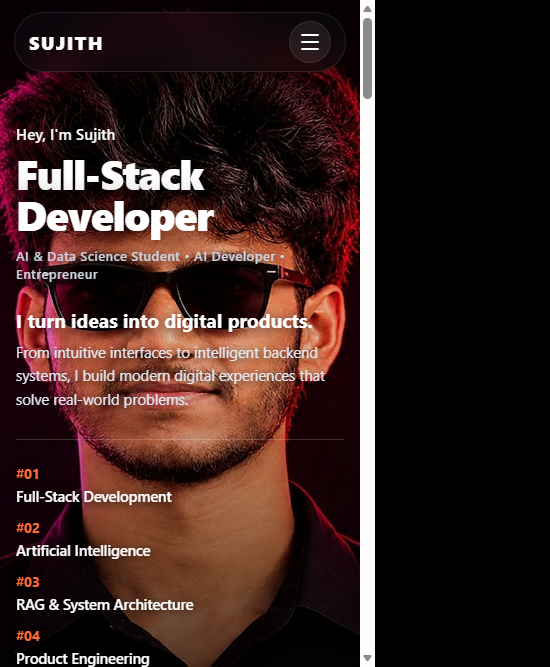 SUJITH
Hey, I'm Sujith
Full-Stack
Developer
AI & Data Science Student • AI Developer •
Entrepreneur
I turn ideas into digital products.
From intuitive interfaces to intelligent backend
systems, I build modern digital experiences that
solve real-world problems.
#01
Full-Stack Development
#02
Artificial Intelligence
#03
RAG & System Architecture
#04
Product Engineering